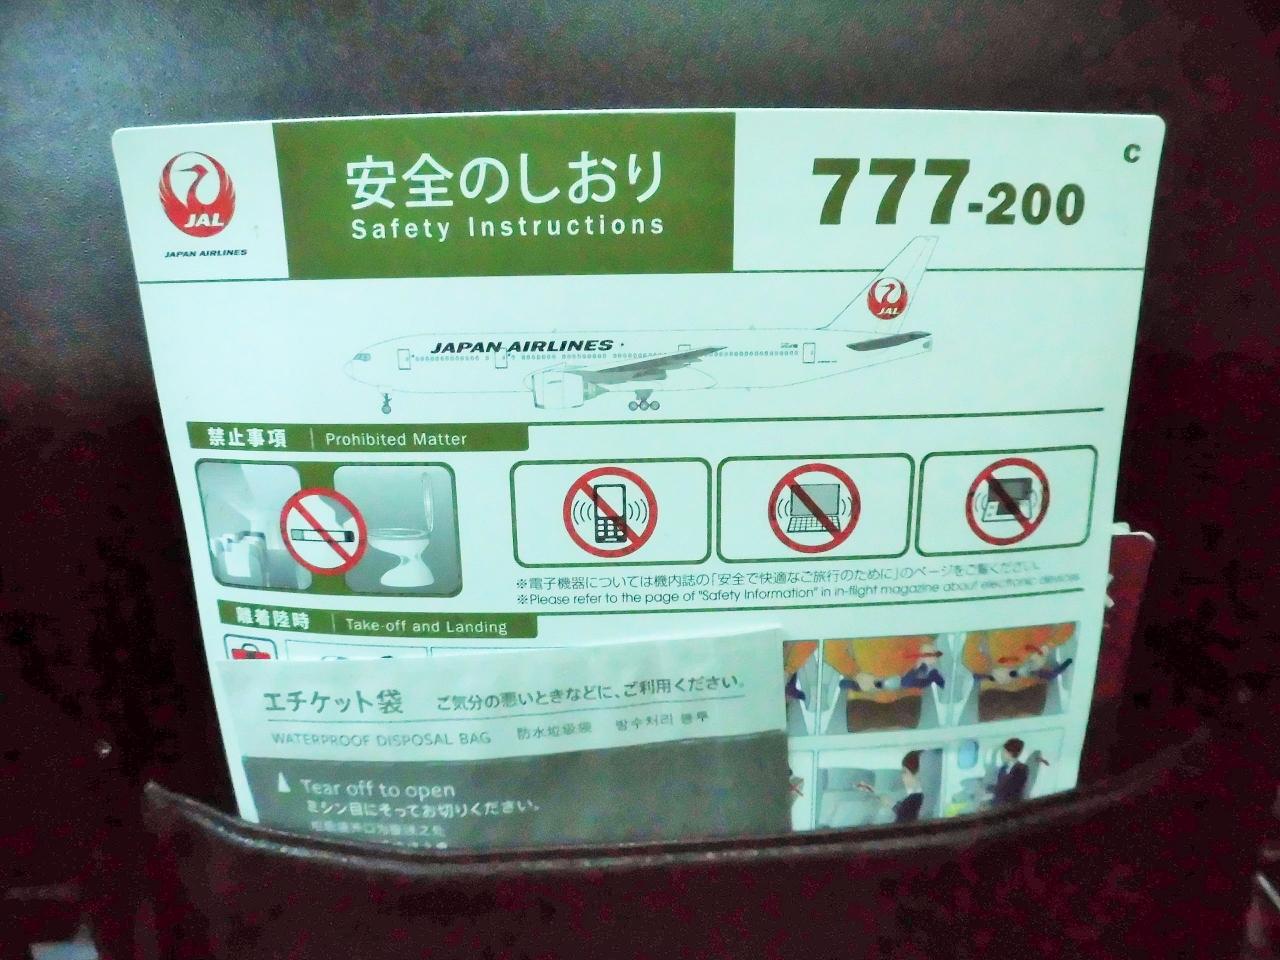 JAL
JAPAN AIRLINES
安全のしおり
Safety Instructions
777-200
C
JAL
JAPAN AIRLINES
禁止事項
Prohibited Matter
※電子機器については機内誌の「安全で快適なご旅行のために」のページをご覧ください。
※Please refer to the page of "Safety Information" in in-flight magazine about electronic devices.
離着陸時
Take-off and Landing
エチケット袋 ご気分の悪いときなどに、ご利用ください。
WATERPROOF DISPOSAL BAG 防水垃圾袋 방수처리 봉투
Tear off to open
ミシン目にそってお切りください。